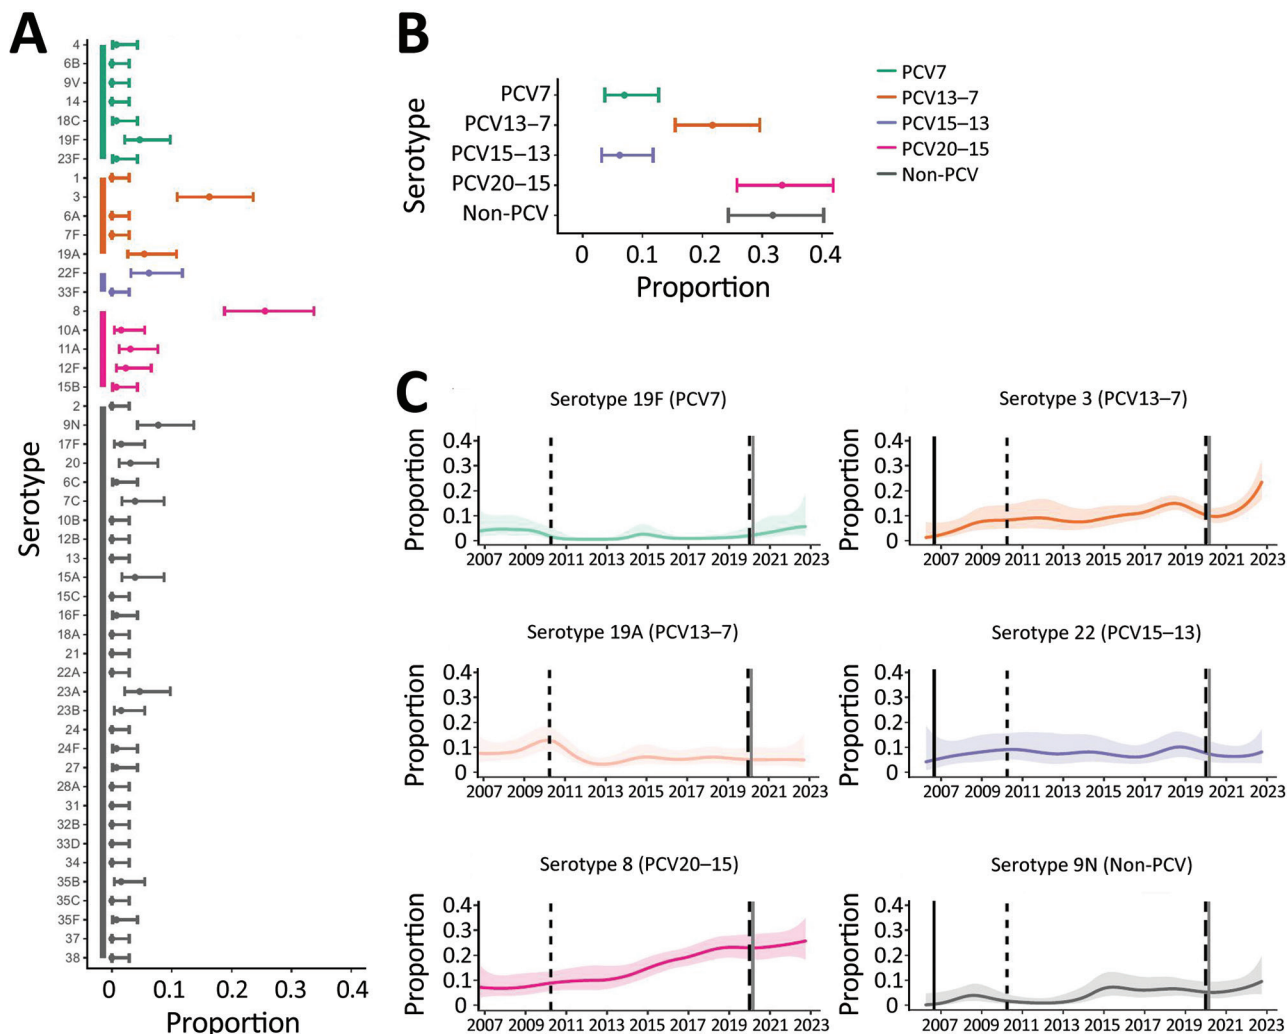 A
Serotype
4
6B
9V
14
18C
19F
23F
1
3
6A
7F
19A
22F
33F
8
10A
11A
12F
15B
2
9N
17F
20
6C
7C
10B
12B
13
15A
15C
16F
18A
21
22A
23A
23B
24
24F
27
28A
31
32B
33D
34
35B
35C
35F
37
38
0 0.1 0.2 0.3 0.4
Proportion
B
Serotype
PCV7
PCV13–7
PCV15–13
PCV20–15
Non-PCV
0 0.1 0.2 0.3 0.4
Proportion
PCV7
PCV13–7
PCV15–13
PCV20–15
Non-PCV
C
Serotype 19F (PCV7)
Proportion
0.4
0.3
0.2
0.1
0
2007 2009 2011 2013 2015 2017 2019 2021 2023
Serotype 3 (PCV13–7)
Proportion
0.4
0.3
0.2
0.1
0
2007 2009 2011 2013 2015 2017 2019 2021 2023
Serotype 19A (PCV13–7)
Proportion
0.4
0.3
0.2
0.1
0
2007 2009 2011 2013 2015 2017 2019 2021 2023
Serotype 22 (PCV15–13)
Proportion
0.4
0.3
0.2
0.1
0
2007 2009 2011 2013 2015 2017 2019 2021 2023
Serotype 8 (PCV20–15)
Proportion
0.4
0.3
0.2
0.1
0
2007 2009 2011 2013 2015 2017 2019 2021 2023
Serotype 9N (Non-PCV)
Proportion
0.4
0.3
0.2
0.1
0
2007 2009 2011 2013 2015 2017 2019 2021 2023